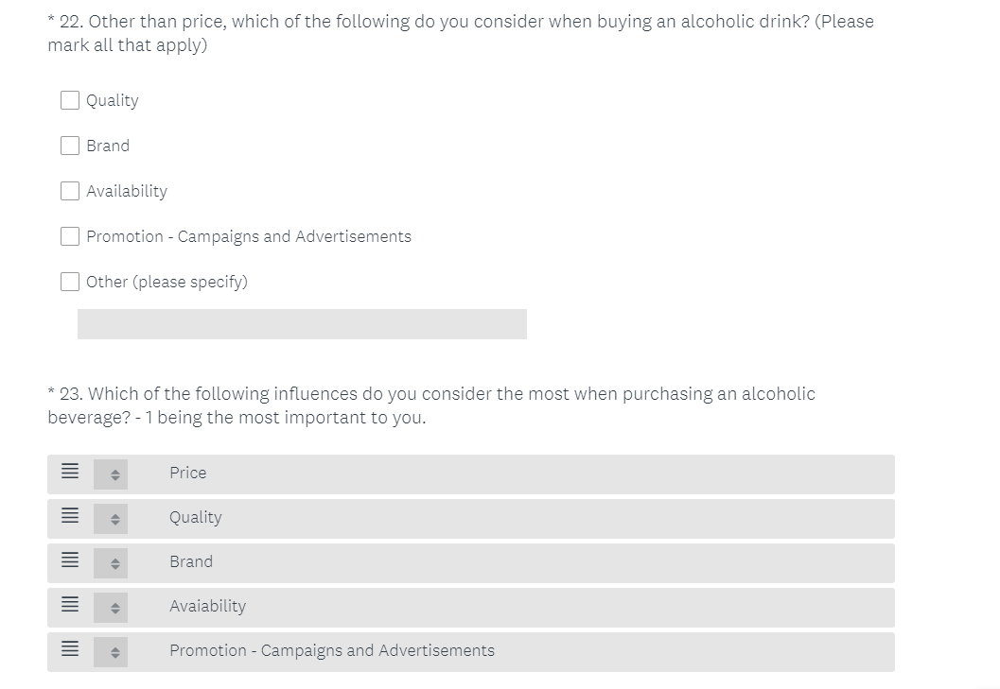 * 22. Other than price, which of the following do you consider when buying an alcoholic drink? (Please
mark all that apply)
Quality
Brand
Availability
Promotion - Campaigns and Advertisements
Other (please specify)
* 23. Which of the following influences do you consider the most when purchasing an alcoholic
beverage? - 1 being the most important to you.
Price
Quality
Brand
Avaiability
Promotion - Campaigns and Advertisements